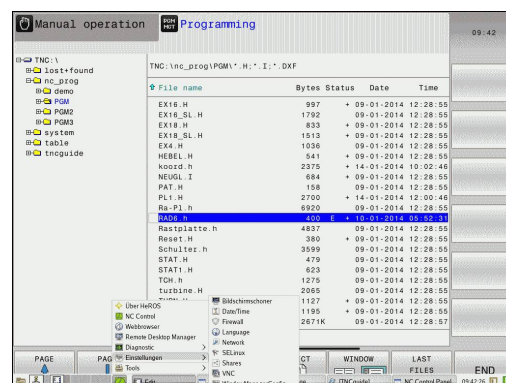 Manual operation
PGM
MGT
Programming
09:42
TNC:\
lost+found
nc_prog
demo
PGM
PGM2
PGM3
system
table
tncguide
TNC:\nc_prog\PGM\*.H;*.I;*.DXF
File name Bytes Status Date Time
EX16.H 997 + 09-01-2014 12:28:55
EX16_SL.H 1792 09-01-2014 12:28:55
EX18.H 833 + 09-01-2014 12:28:55
EX18_SL.H 1513 + 09-01-2014 12:28:55
EX4.H 1036 09-01-2014 12:28:55
HEBEL.H 541 + 09-01-2014 12:28:55
koord.h 2375 + 14-01-2014 10:02:46
NEUGL.I 684 + 09-01-2014 12:28:55
PAT.H 158 09-01-2014 12:28:55
PL1.H 2700 + 14-01-2014 12:00:46
Ra-Pl.h 6920 09-01-2014 12:28:55
RAD6.h 400 E + 10-01-2014 05:52:31
Rastplatte.h 4837 09-01-2014 12:28:55
Reset.H 380 + 09-01-2014 12:28:55
Schulter.h 3599 09-01-2014 12:28:55
STAT.H 479 09-01-2014 12:28:55
STAT1.H 623 09-01-2014 12:28:55
TCH.h 1275 09-01-2014 12:28:55
turbine.H 2065 09-01-2014 12:28:55
1127 + 09-01-2014 12:28:55
1195 + 09-01-2014 12:28:55
2671K 09-01-2014 12:28:57
Über HeROS
NC Control
Webbrowser
Remote Desktop Manager
Diagnostic
Einstellungen
Tools
Bildschirmschoner
Date/Time
Firewall
Language
Network
SELinux
Shares
VNC
PAGE
PAG
CT
WINDOW
LAST
FILES
END
Edit
[TNCguide]
NC Control Panel
09:42:26